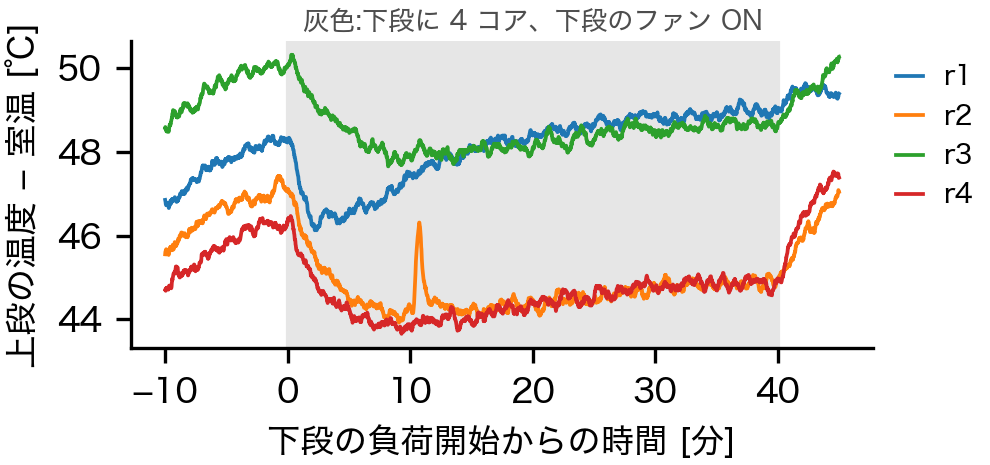 灰色:下段に 4 コア、下段のファン ON
上段の温度 − 室温 [℃]
50
48
46
44
−10
0
10
20
30
40
下段の負荷開始からの時間 [分]
r1
r2
r3
r4